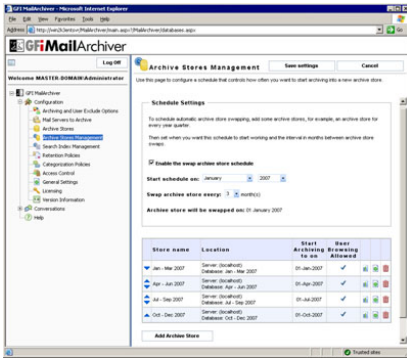 GFI MailArchiver - Microsoft Internet Explorer
File Edit View Favorites Tools Help
Address
GFI MailArchiver
Log Off
Welcome MASTER-DOMAIN\Administrator
GFI MailArchiver
Configuration
Archiving and User Exclude Options
Mail Servers to Archive
Archive Stores
Archive Stores Management
Search Index Management
Retention Policies
Categorization Policies
Access Control
General Settings
Licensing
Version Information
Conversations
Help
Archive Stores Management
Save settings
Cancel
Use this page to configure a schedule that controls how often you want to start archiving into a new archive store.
Schedule Settings
To schedule automatic archive store swapping, add some archive stores, for example, an archive store for
every year quarter.
Then set when you want this schedule to start working and the interval in months between archive store
swaps.
Enable the swap archive store schedule
Start schedule on: January 2007
Swap archive store every: 3 month(s)
Archive store will be swapped on: 01 January 2007
Store name Location Start Archiving to on User Browsing Allowed
Jan - Mar 2007 Server: (localhost) 01-Jan-2007
Database: Jan - Mar 2007
Apr - Jun 2007 Server: (localhost) 01-Apr-2007
Database: Apr - Jun 2007
Jul - Sep 2007 Server: (localhost) 01-Jul-2007
Database: Jul - Sep 2007
Oct - Dec 2007 Server: (localhost) 01-Oct-2007
Database: Oct - Dec 2007
Add Archive Store
Trusted sites